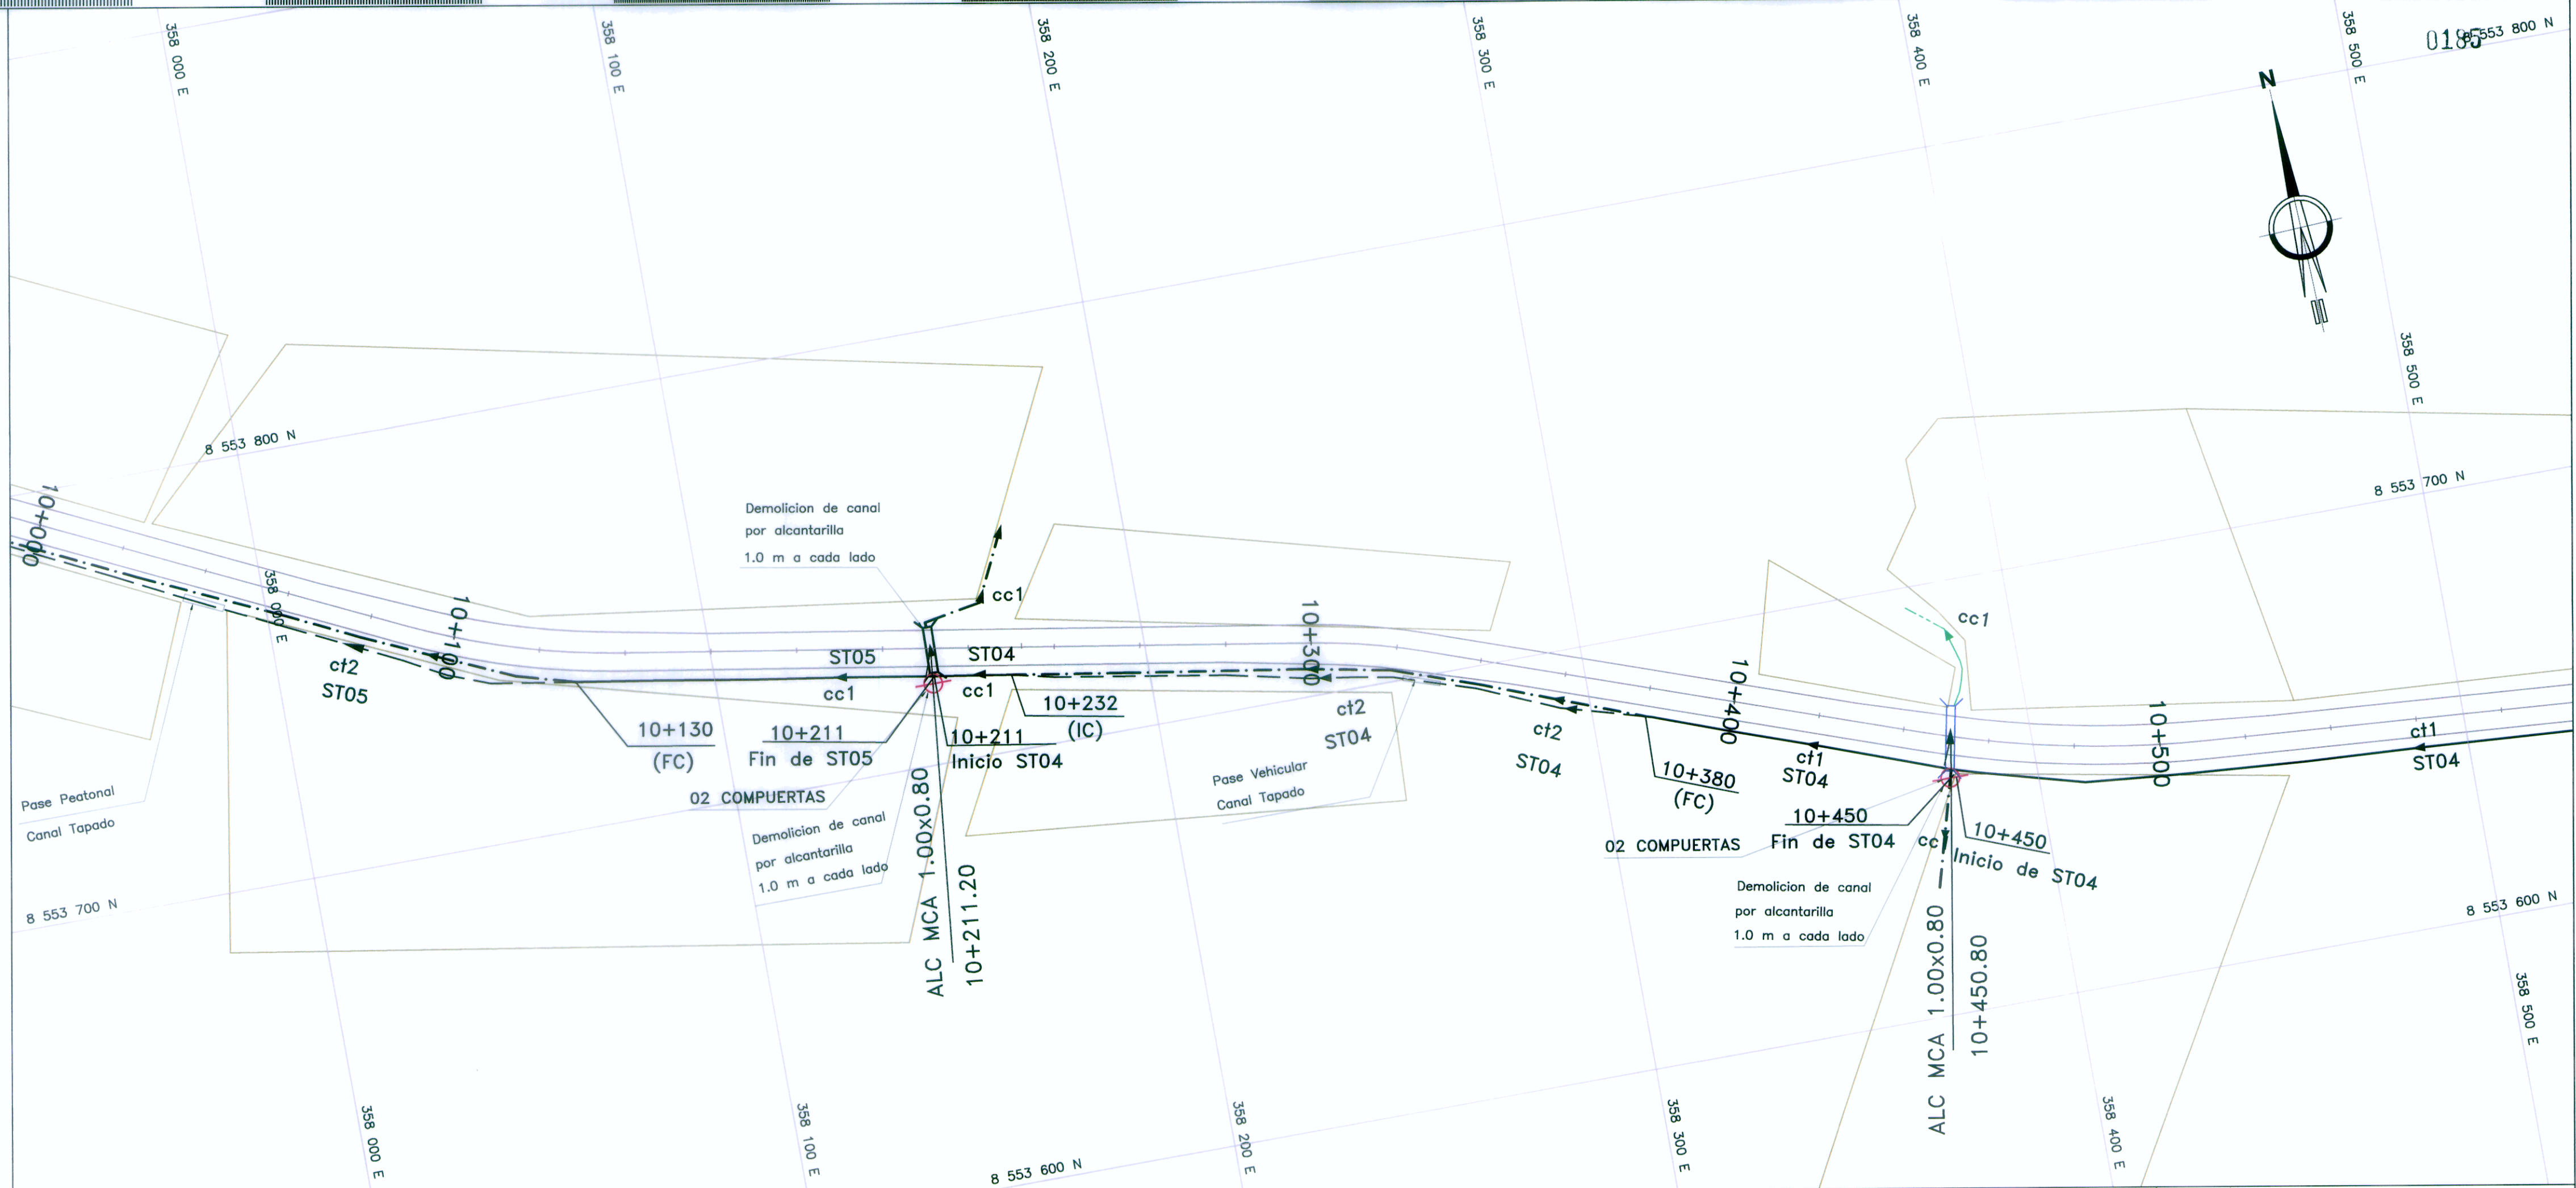 358 000 E
358 100 E
358 200 E
358 300 E
358 400 E
358 500 E
0185
8 553 800 N
N
358 500 E
8 553 800 N
8 553 700 N
10+000
358 000 E
10+100
Demolicion de canal
por alcantarilla
1.0 m a cada lado
cc1
10+300
10+400
cc1
10+500
ct2
ST05
ST05
cc1
ST04
cc1
10+130
(FC)
10+211
Fin de ST05
10+211
Inicio ST04
10+232
(IC)
02 COMPUERTAS
Demolicion de canal
por alcantarilla
1.0 m a cada lado
ALC MCA 1.00x0.80
10+211.20
ct2
ST04
Pase Vehicular
Canal Tapado
ct2
ST04
10+380
(FC)
ct1
ST04
ct1
ST04
10+450
Fin de ST04
cc1
10+450
Inicio de ST04
02 COMPUERTAS
Demolicion de canal
por alcantarilla
1.0 m a cada lado
ALC MCA 1.00x0.80
10+450.80
Pase Peatonal
Canal Tapado
8 553 700 N
8 553 600 N
358 500 E
358 000 E
358 100 E
358 200 E
358 300 E
358 400 E
8 553 600 N